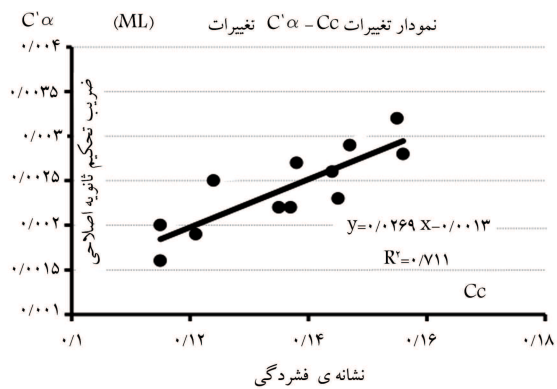 نمودار تغییرات C'α – Cc تغییرات (ML)
C'α
۰/۰۰۴
۰/۰۰۳۵
۰/۰۰۳
۰/۰۰۲۵
۰/۰۰۲
۰/۰۰۱۵
۰/۰۰۱
ضریب تحکیم ثانویه اصلاحی
y=۰/۰۲۶۹ x–۰/۰۰۱۳
R²=۰/۷۱۱
Cc
۰/۱ ۰/۱۲ ۰/۱۴ ۰/۱۶ ۰/۱۸
نشانه ی فشردگی